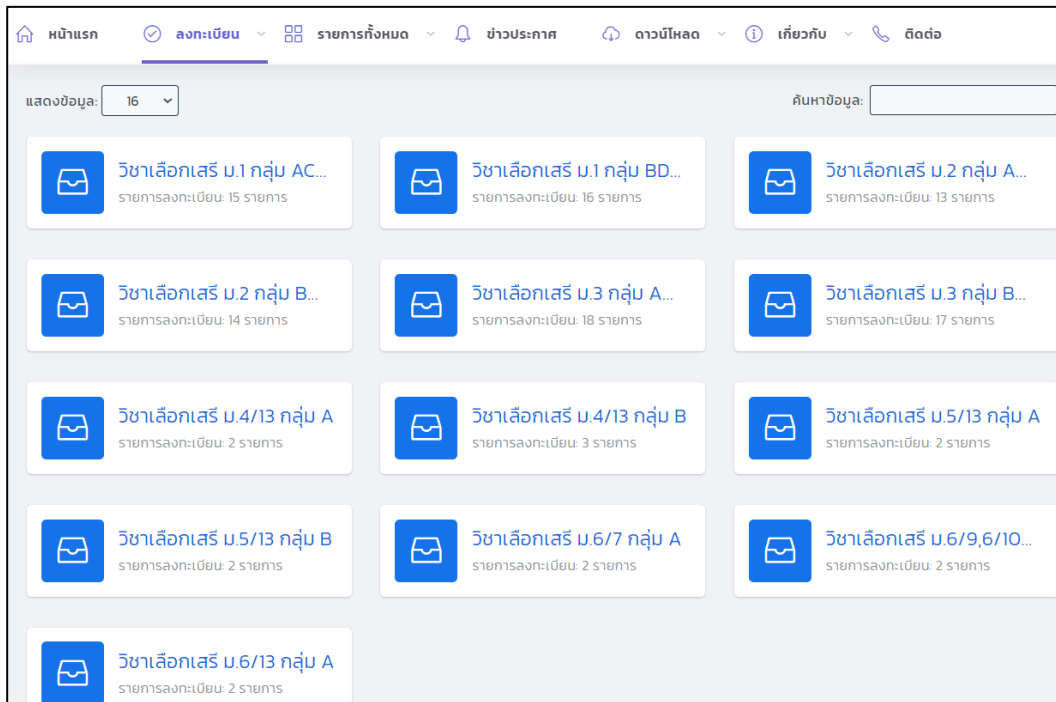 หน้าแรก ลงทะเบียน รายการทั้งหมด ข่าวประกาศ ดาวน์โหลด เกี่ยวกับ ติดต่อ
แสดงข้อมูล: 16 ค้นหาข้อมูล:
วิชาเลือกเสรี ม.1 กลุ่ม AC... วิชาเลือกเสรี ม.1 กลุ่ม BD... วิชาเลือกเสรี ม.2 กลุ่ม A...
รายการลงทะเบียน: 15 รายการ รายการลงทะเบียน: 16 รายการ รายการลงทะเบียน: 13 รายการ
วิชาเลือกเสรี ม.2 กลุ่ม B... วิชาเลือกเสรี ม.3 กลุ่ม A... วิชาเลือกเสรี ม.3 กลุ่ม B...
รายการลงทะเบียน: 14 รายการ รายการลงทะเบียน: 18 รายการ รายการลงทะเบียน: 17 รายการ
วิชาเลือกเสรี ม.4/13 กลุ่ม A วิชาเลือกเสรี ม.4/13 กลุ่ม B วิชาเลือกเสรี ม.5/13 กลุ่ม A
รายการลงทะเบียน: 2 รายการ รายการลงทะเบียน: 3 รายการ รายการลงทะเบียน: 2 รายการ
วิชาเลือกเสรี ม.5/13 กลุ่ม B วิชาเลือกเสรี ม.6/7 กลุ่ม A วิชาเลือกเสรี ม.6/9,6/10...
รายการลงทะเบียน: 2 รายการ รายการลงทะเบียน: 2 รายการ รายการลงทะเบียน: 2 รายการ
วิชาเลือกเสรี ม.6/13 กลุ่ม A
รายการลงทะเบียน: 2 รายการ